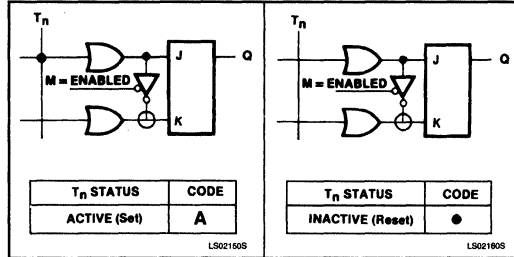 Tn
J
Q
M = ENABLED
K
Tn STATUS
CODE
ACTIVE (Set)
A
LS02150S
Tn
J
Q
M = ENABLED
K
Tn STATUS
CODE
INACTIVE (Reset)
●
LS02160S